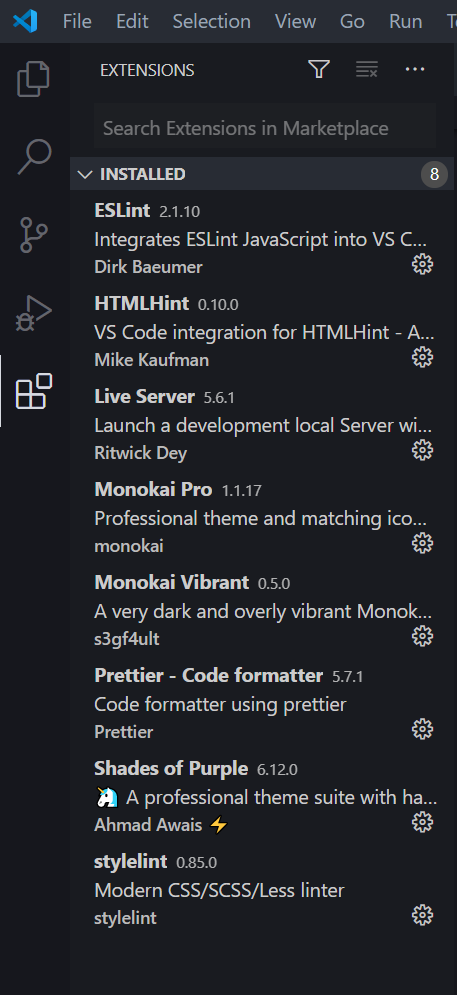 File Edit Selection View Go Run
EXTENSIONS
Search Extensions in Marketplace
INSTALLED 8
ESLint 2.1.10
Integrates ESLint JavaScript into VS C...
Dirk Baeumer
HTMLHint 0.10.0
VS Code integration for HTMLHint - A...
Mike Kaufman
Live Server 5.6.1
Launch a development local Server wi...
Ritwick Dey
Monokai Pro 1.1.17
Professional theme and matching ico...
monokai
Monokai Vibrant 0.5.0
A very dark and overly vibrant Monok...
s3gf4ult
Prettier - Code formatter 5.7.1
Code formatter using prettier
Prettier
Shades of Purple 6.12.0
🦄 A professional theme suite with ha...
Ahmad Awais ⚡
stylelint 0.85.0
Modern CSS/SCSS/Less linter
stylelint